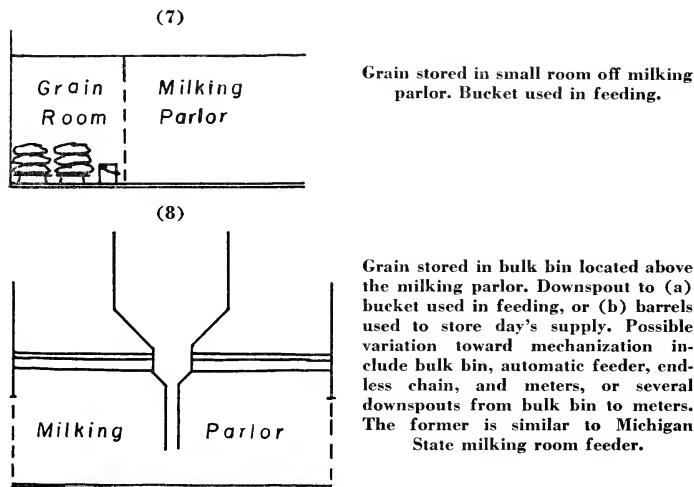 (7)
Grain Milking
Room Parlor
Grain stored in small room off milking
parlor. Bucket used in feeding.
(8)
Milking Parlor
Grain stored in bulk bin located above
the milking parlor. Downspout to (a)
bucket used in feeding, or (b) barrels
used to store day's supply. Possible
variation toward mechanization in-
clude bulk bin, automatic feeder, end-
less chain, and meters, or several
downspouts from bulk bin to meters.
The former is similar to Michigan
State milking room feeder.